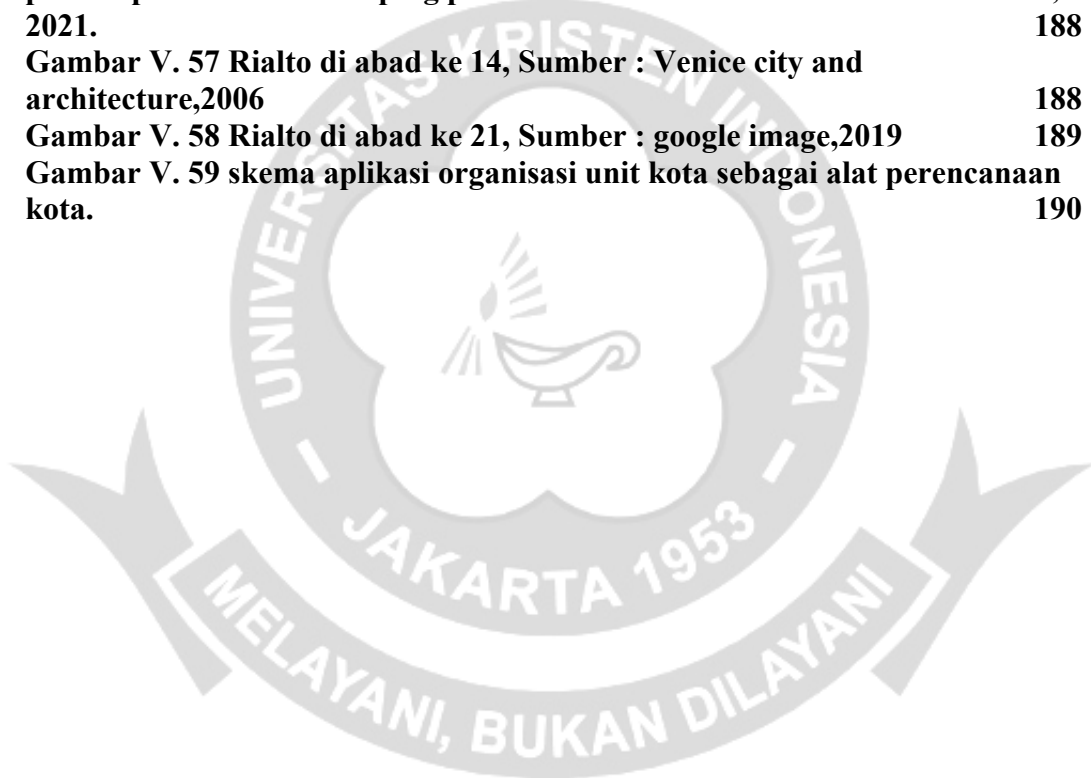 2021. 188
Gambar V. 57 Rialto di abad ke 14, Sumber : Venice city and
architecture,2006 188
Gambar V. 58 Rialto di abad ke 21, Sumber : google image,2019 189
Gambar V. 59 skema aplikasi organisasi unit kota sebagai alat perencanaan
kota. 190
UNIVERSITAS KRISTEN INDONESIA
- JAKARTA 1953 -
MELAYANI, BUKAN DILAYANI